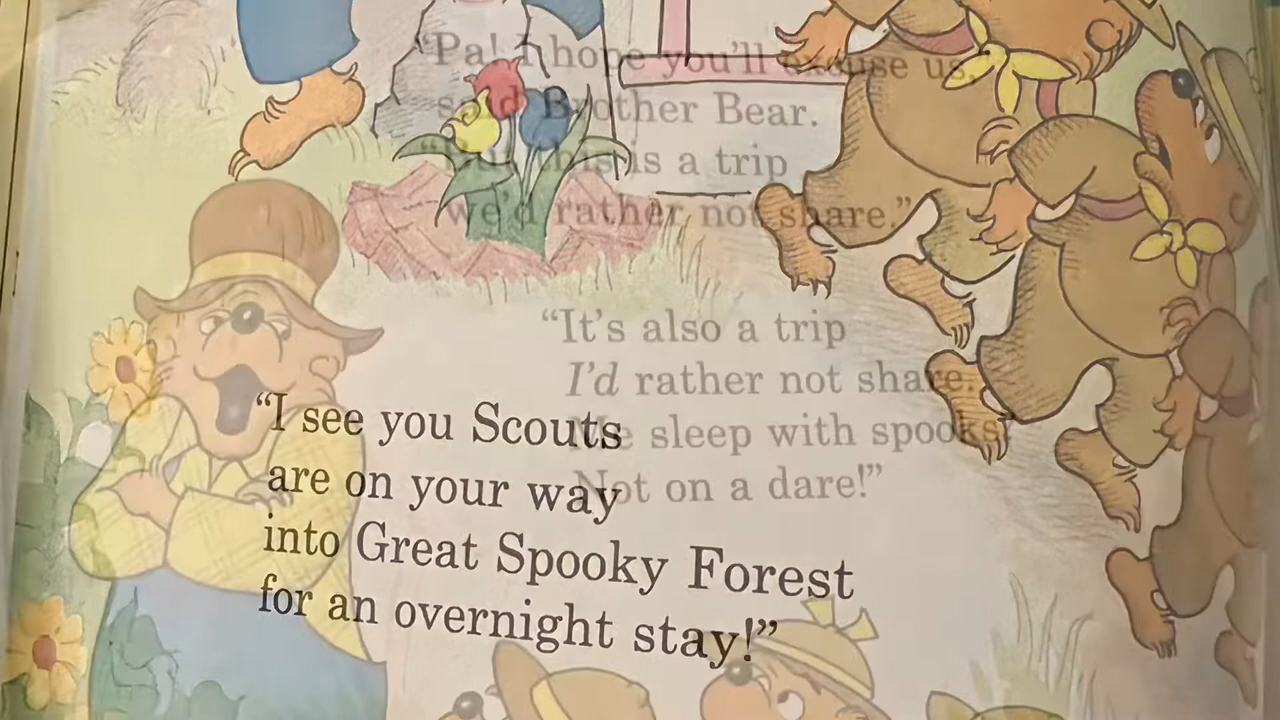 “Pa! I hope you’ll excuse us,”
said Brother Bear.
“But this is a trip
we’d rather not share.”
“It’s also a trip
I’d rather not share.
Me sleep with spooks?
Not on a dare!”
“I see you Scouts
are on your way
into Great Spooky Forest
for an overnight stay!”